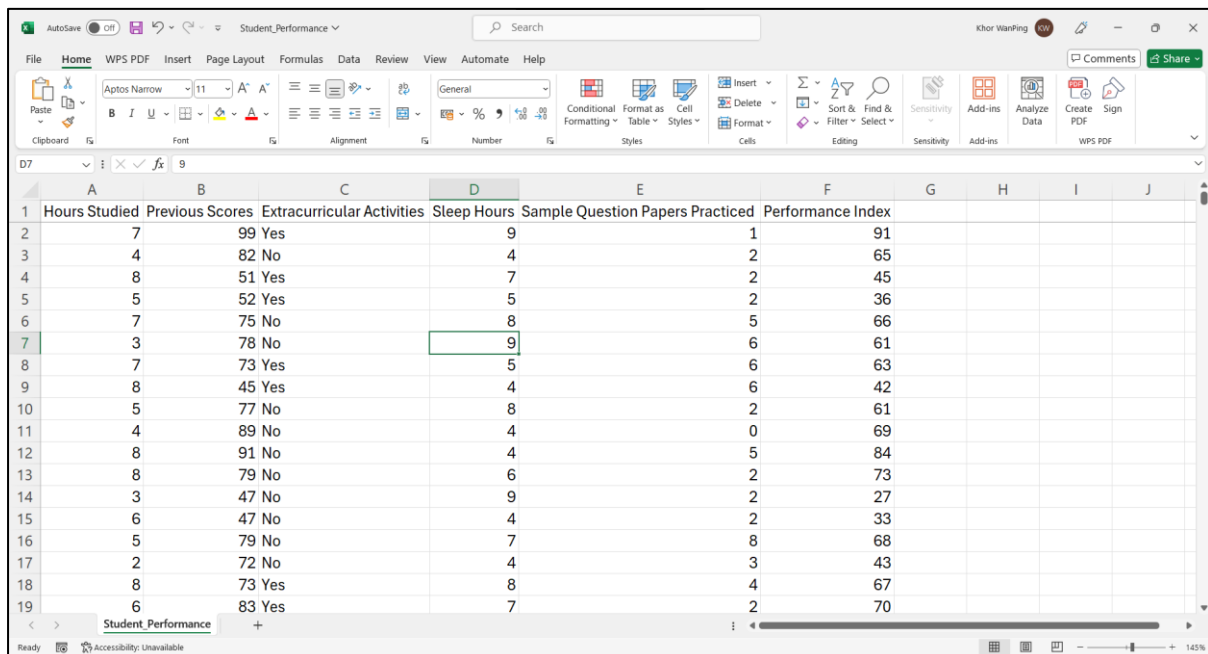 AutoSave Off Student_Performance Search Khor WanPing KW
File Home WPS PDF Insert Page Layout Formulas Data Review View Automate Help Comments Share
Paste Aptos Narrow 11 A^ A˅ General Conditional Formatting Format as Table Cell Styles Insert Delete Format Sort & Filter Find & Select Sensitivity Add-ins Analyze Data Create PDF Sign
B I U A % 9
Clipboard Font Alignment Number Styles Cells Editing Sensitivity Add-ins WPS PDF
D7 fx 9
A B C D E F G H I J
1 Hours Studied Previous Scores Extracurricular Activities Sleep Hours Sample Question Papers Practiced Performance Index
2 7 99 Yes 9 1 91
3 4 82 No 4 2 65
4 8 51 Yes 7 2 45
5 5 52 Yes 5 2 36
6 7 75 No 8 5 66
7 3 78 No 9 6 61
8 7 73 Yes 5 6 63
9 8 45 Yes 4 6 42
10 5 77 No 8 2 61
11 4 89 No 4 0 69
12 8 91 No 4 5 84
13 8 79 No 6 2 73
14 3 47 No 9 2 27
15 6 47 No 4 2 33
16 5 79 No 7 8 68
17 2 72 No 4 3 43
18 8 73 Yes 8 4 67
19 6 83 Yes 7 2 70
Student_Performance +
Ready Accessibility: Unavailable 145%